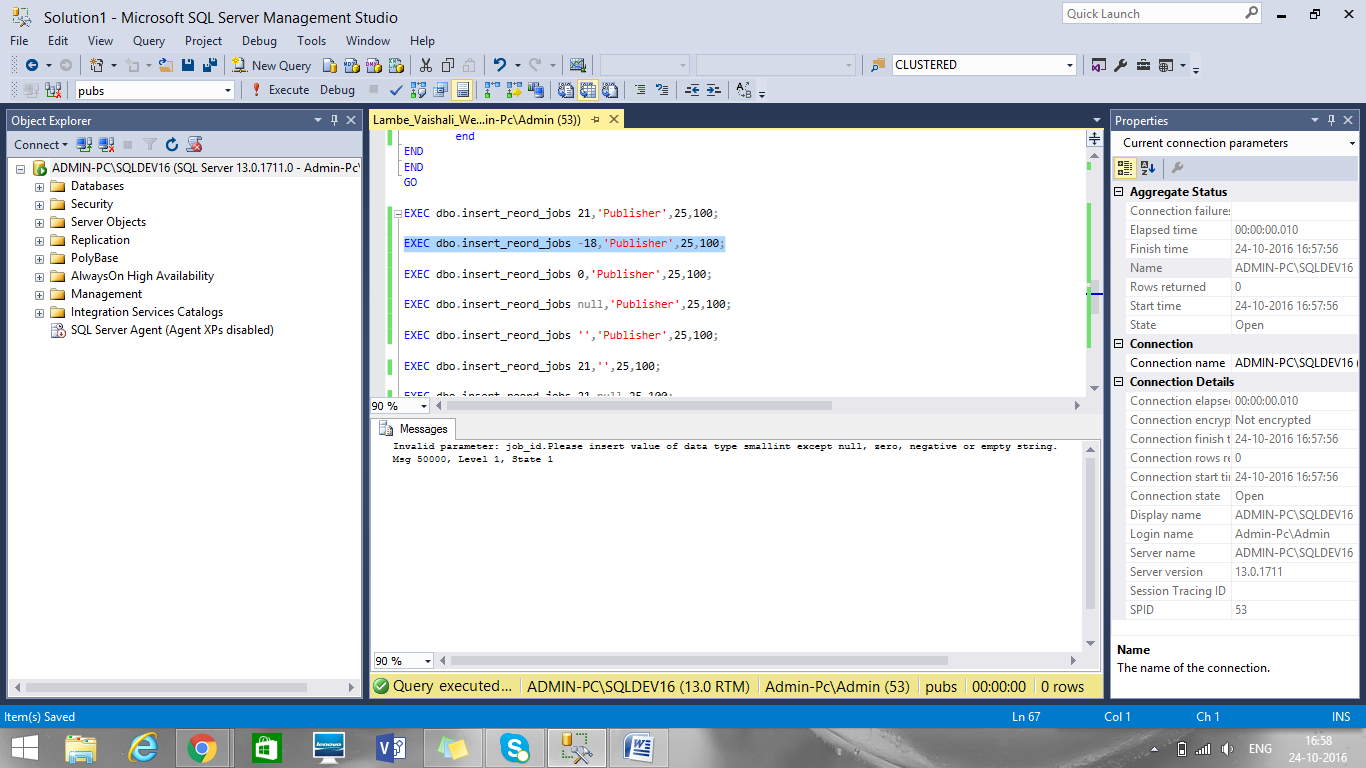 Solution1 - Microsoft SQL Server Management Studio
Quick Launch
File Edit View Query Project Debug Tools Window Help
New Query
CLUSTERED
pubs
Execute Debug
Object Explorer
Connect
ADMIN-PC\SQLDEV16 (SQL Server 13.0.1711.0 - Admin-Pc\
Databases
Security
Server Objects
Replication
PolyBase
AlwaysOn High Availability
Management
Integration Services Catalogs
SQL Server Agent (Agent XPs disabled)
Lambe_Vaishali_We...in-Pc\Admin (53))
end
END
END
GO
EXEC dbo.insert_reord_jobs 21,'Publisher',25,100;
EXEC dbo.insert_reord_jobs -18,'Publisher',25,100;
EXEC dbo.insert_reord_jobs 0,'Publisher',25,100;
EXEC dbo.insert_reord_jobs null,'Publisher',25,100;
EXEC dbo.insert_reord_jobs '','Publisher',25,100;
EXEC dbo.insert_reord_jobs 21,'',25,100;
EXEC dbo.insert_reord_jobs 21,null,25,100;
90 %
Messages
Invalid parameter: job_id.Please insert value of data type smallint except null, zero, negative or empty string.
Msg 50000, Level 1, State 1
90 %
Query executed... ADMIN-PC\SQLDEV16 (13.0 RTM) Admin-Pc\Admin (53) pubs 00:00:00 0 rows
Properties
Current connection parameters
Aggregate Status
Connection failures
Elapsed time 00:00:00.010
Finish time 24-10-2016 16:57:56
Name ADMIN-PC\SQLDEV16
Rows returned 0
Start time 24-10-2016 16:57:56
State Open
Connection
Connection name ADMIN-PC\SQLDEV16 (
Connection Details
Connection elapse 00:00:00.010
Connection encryp Not encrypted
Connection finish t 24-10-2016 16:57:56
Connection rows re 0
Connection start ti 24-10-2016 16:57:56
Connection state Open
Display name ADMIN-PC\SQLDEV16
Login name Admin-Pc\Admin
Server name ADMIN-PC\SQLDEV16
Server version 13.0.1711
Session Tracing ID
SPID 53
Name
The name of the connection.
Item(s) Saved Ln 67 Col 1 Ch 1 INS
lenovo
ENG
16:58
24-10-2016